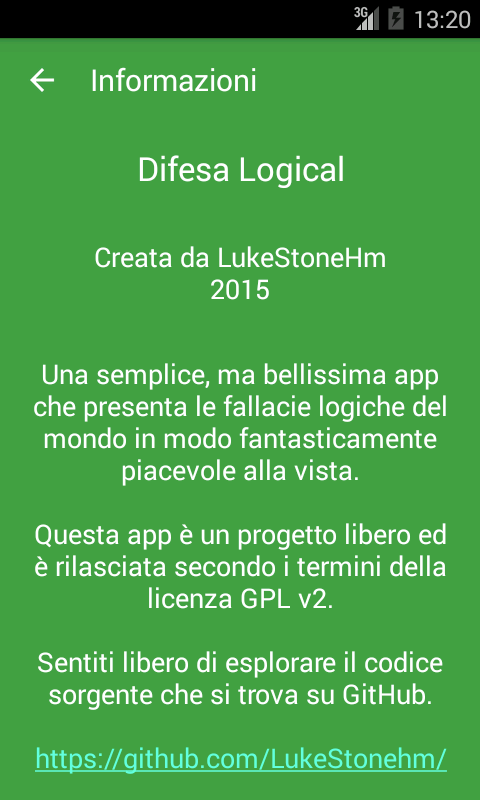 3G
13:20
Informazioni
Difesa Logical
Creata da LukeStoneHm
2015
Una semplice, ma bellissima app
che presenta le fallacie logiche del
mondo in modo fantasticamente
piacevole alla vista.
Questa app è un progetto libero ed
è rilasciata secondo i termini della
licenza GPL v2.
Sentiti libero di esplorare il codice
sorgente che si trova su GitHub.
https://github.com/LukeStonehm/